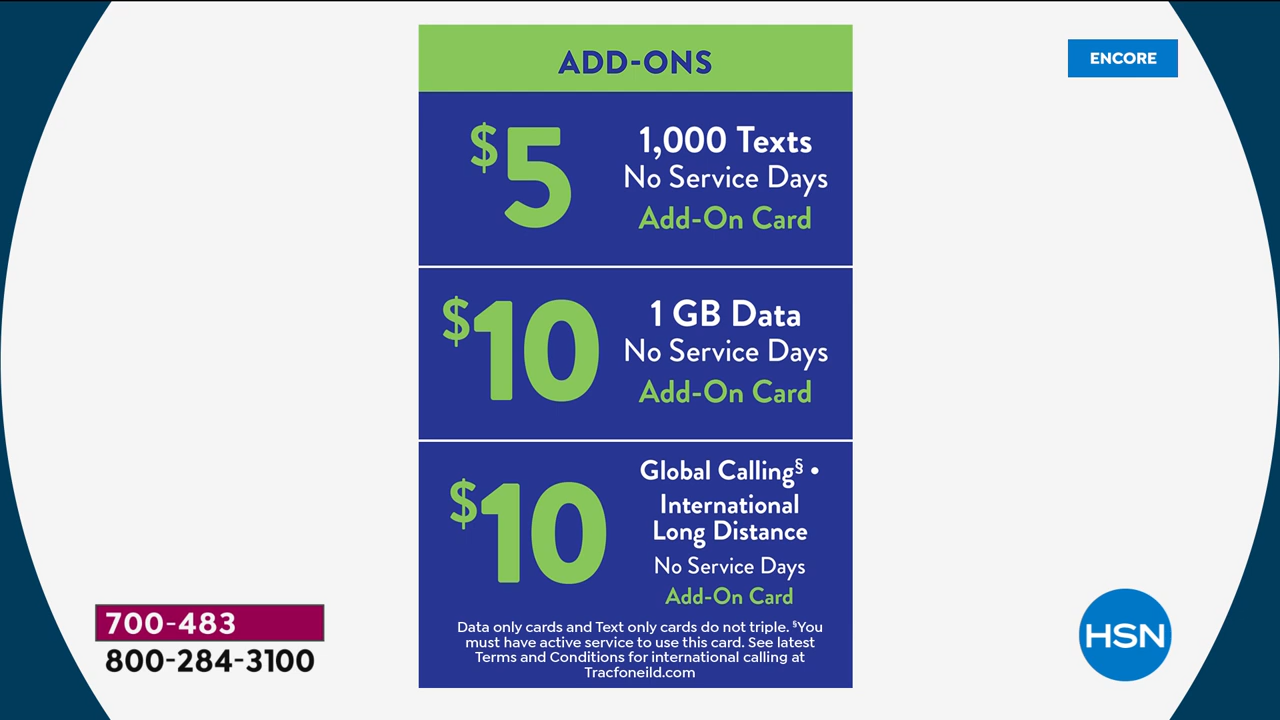 ADD-ONS
ENCORE
$5
1,000 Texts
No Service Days
Add-On Card
$10
1 GB Data
No Service Days
Add-On Card
$10
Global Calling§ •
International
Long Distance
No Service Days
Add-On Card
Data only cards and Text only cards do not triple. §You
must have active service to use this card. See latest
Terms and Conditions for international calling at
Tracfoneild.com
700-483
800-284-3100
HSN